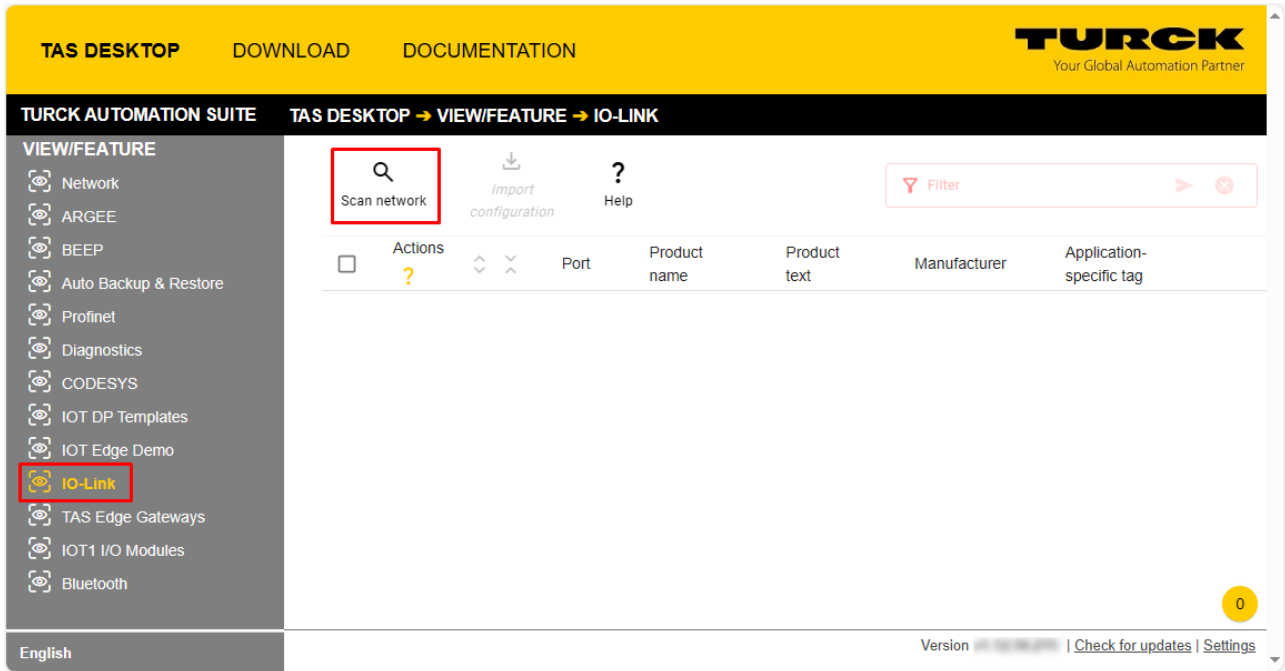 TAS DESKTOP DOWNLOAD DOCUMENTATION
TURCK
Your Global Automation Partner
TURCK AUTOMATION SUITE TAS DESKTOP ➔ VIEW/FEATURE ➔ IO-LINK
VIEW/FEATURE
Network
ARGEE
BEEP
Auto Backup & Restore
Profinet
Diagnostics
CODESYS
IOT DP Templates
IOT Edge Demo
IO-Link
TAS Edge Gateways
IOT1 I/O Modules
Bluetooth
English
Scan network
Import
configuration
?
Help
Filter
Actions
?
Port
Product
name
Product
text
Manufacturer
Application-
specific tag
0
Version | Check for updates | Settings